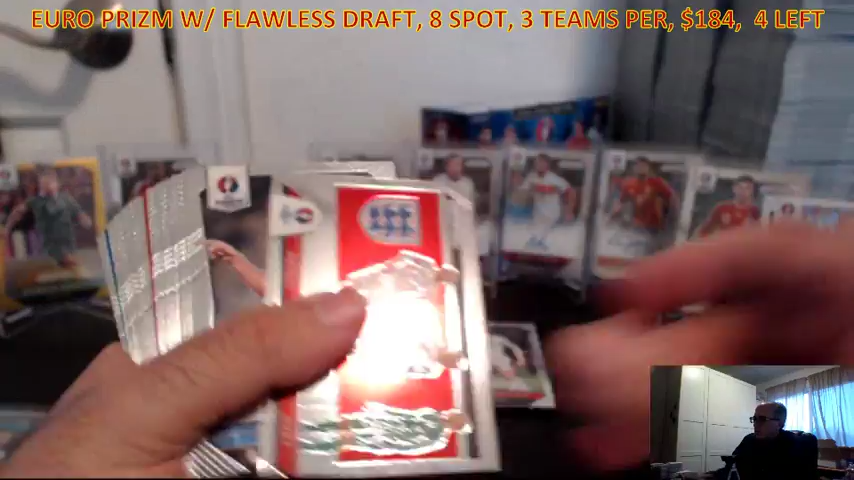 EURO PRIZM W/ FLAWLESS DRAFT, 8 SPOT, 3 TEAMS PER, $184, 4 LEFT